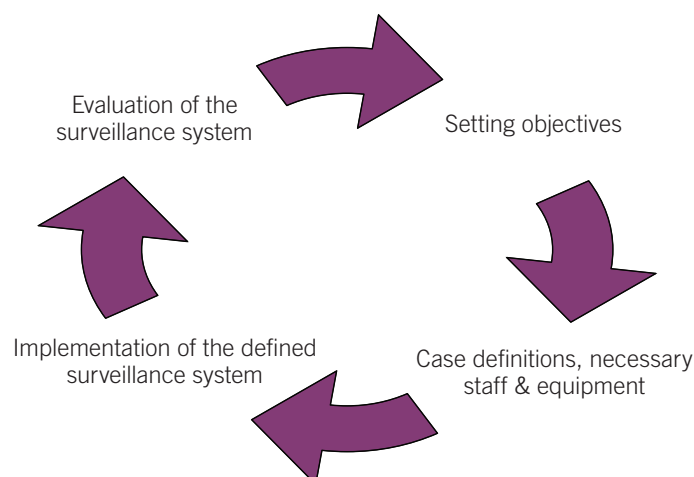 Evaluation of the
surveillance system
Setting objectives
Case definitions, necessary
staff & equipment
Implementation of the defined
surveillance system